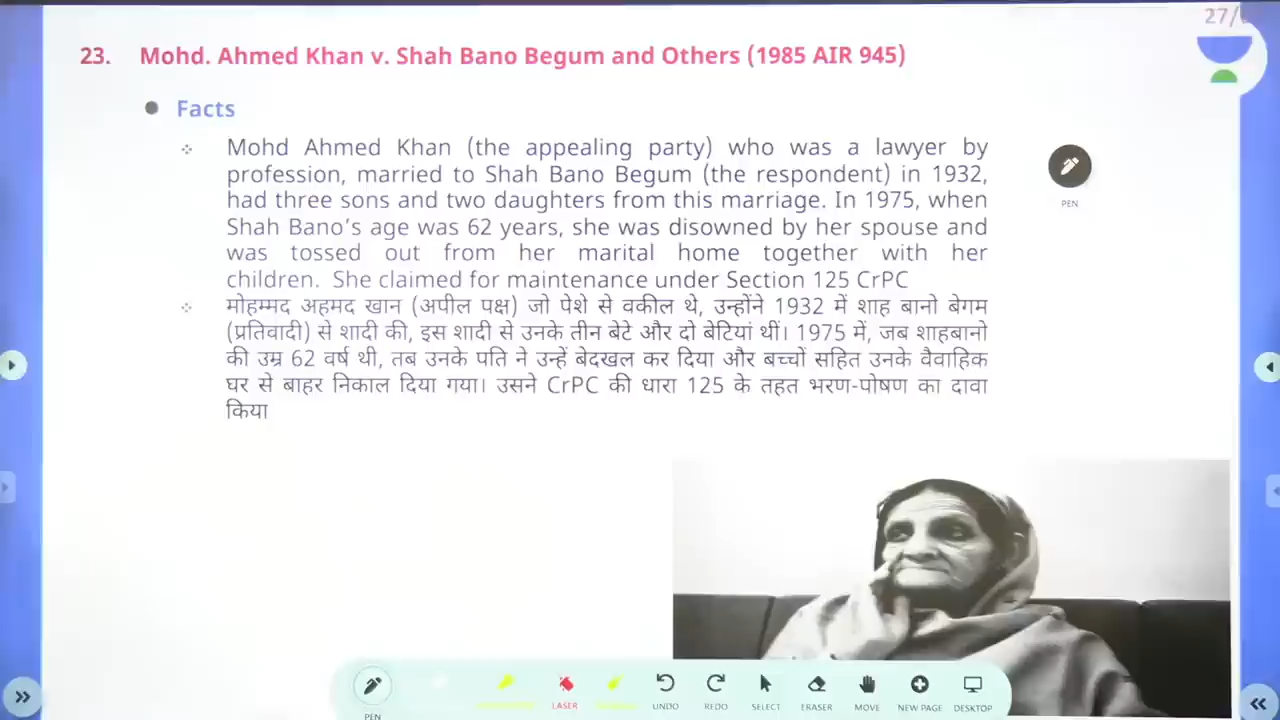 27/
23. Mohd. Ahmed Khan v. Shah Bano Begum and Others (1985 AIR 945)
Facts
Mohd Ahmed Khan (the appealing party) who was a lawyer by
profession, married to Shah Bano Begum (the respondent) in 1932,
had three sons and two daughters from this marriage. In 1975, when
Shah Bano's age was 62 years, she was disowned by her spouse and
was tossed out from her marital home together with her
children. She claimed for maintenance under Section 125 CrPC
मोहम्मद अहमद खान (अपील पक्ष) जो पेशे से वकील थे, उन्होंने 1932 में शाह बानो बेगम
(प्रतिवादी) से शादी की, इस शादी से उनके तीन बेटे और दो बेटियां थीं। 1975 में, जब शाहबानो
की उम्र 62 वर्ष थी, तब उनके पति ने उन्हें बेदखल कर दिया और बच्चों सहित उनके वैवाहिक
घर से बाहर निकाल दिया गया। उसने CrPC की धारा 125 के तहत भरण-पोषण का दावा
किया
PEN
PEN LASER UNDO REDO SELECT ERASER MOVE NEW PAGE DESKTOP